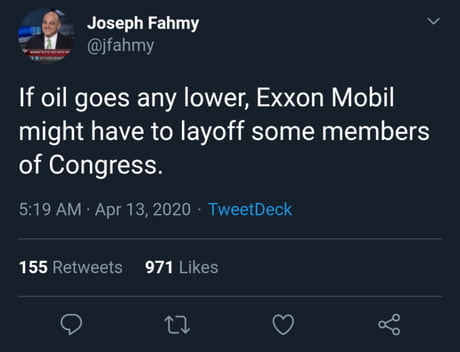 Joseph Fahmy
@jfahmy
If oil goes any lower, Exxon Mobil
might have to layoff some members
of Congress.
5:19 AM · Apr 13, 2020 · TweetDeck
155 Retweets 971 Likes